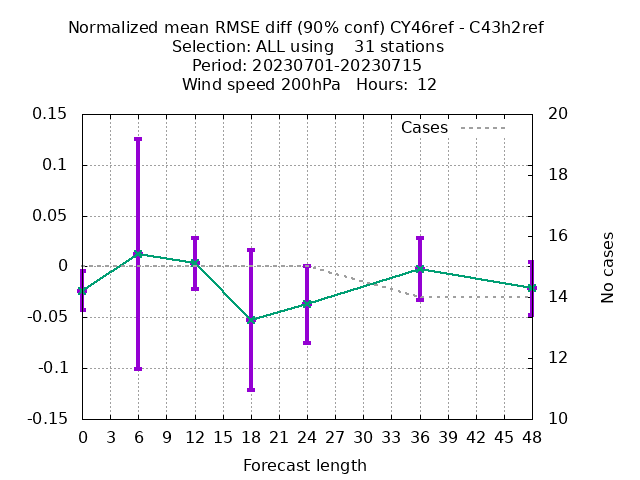 Normalized mean RMSE diff (90% conf) CY46ref - C43h2ref
Selection: ALL using    31 stations
Period: 20230701-20230715
Wind speed 200hPa   Hours:  12
Cases
0.15
0.1
0.05
0
-0.05
-0.1
-0.15
20
18
16
14
12
10
No cases
0 3 6 9 12 15 18 21 24 27 30 33 36 39 42 45 48
Forecast length